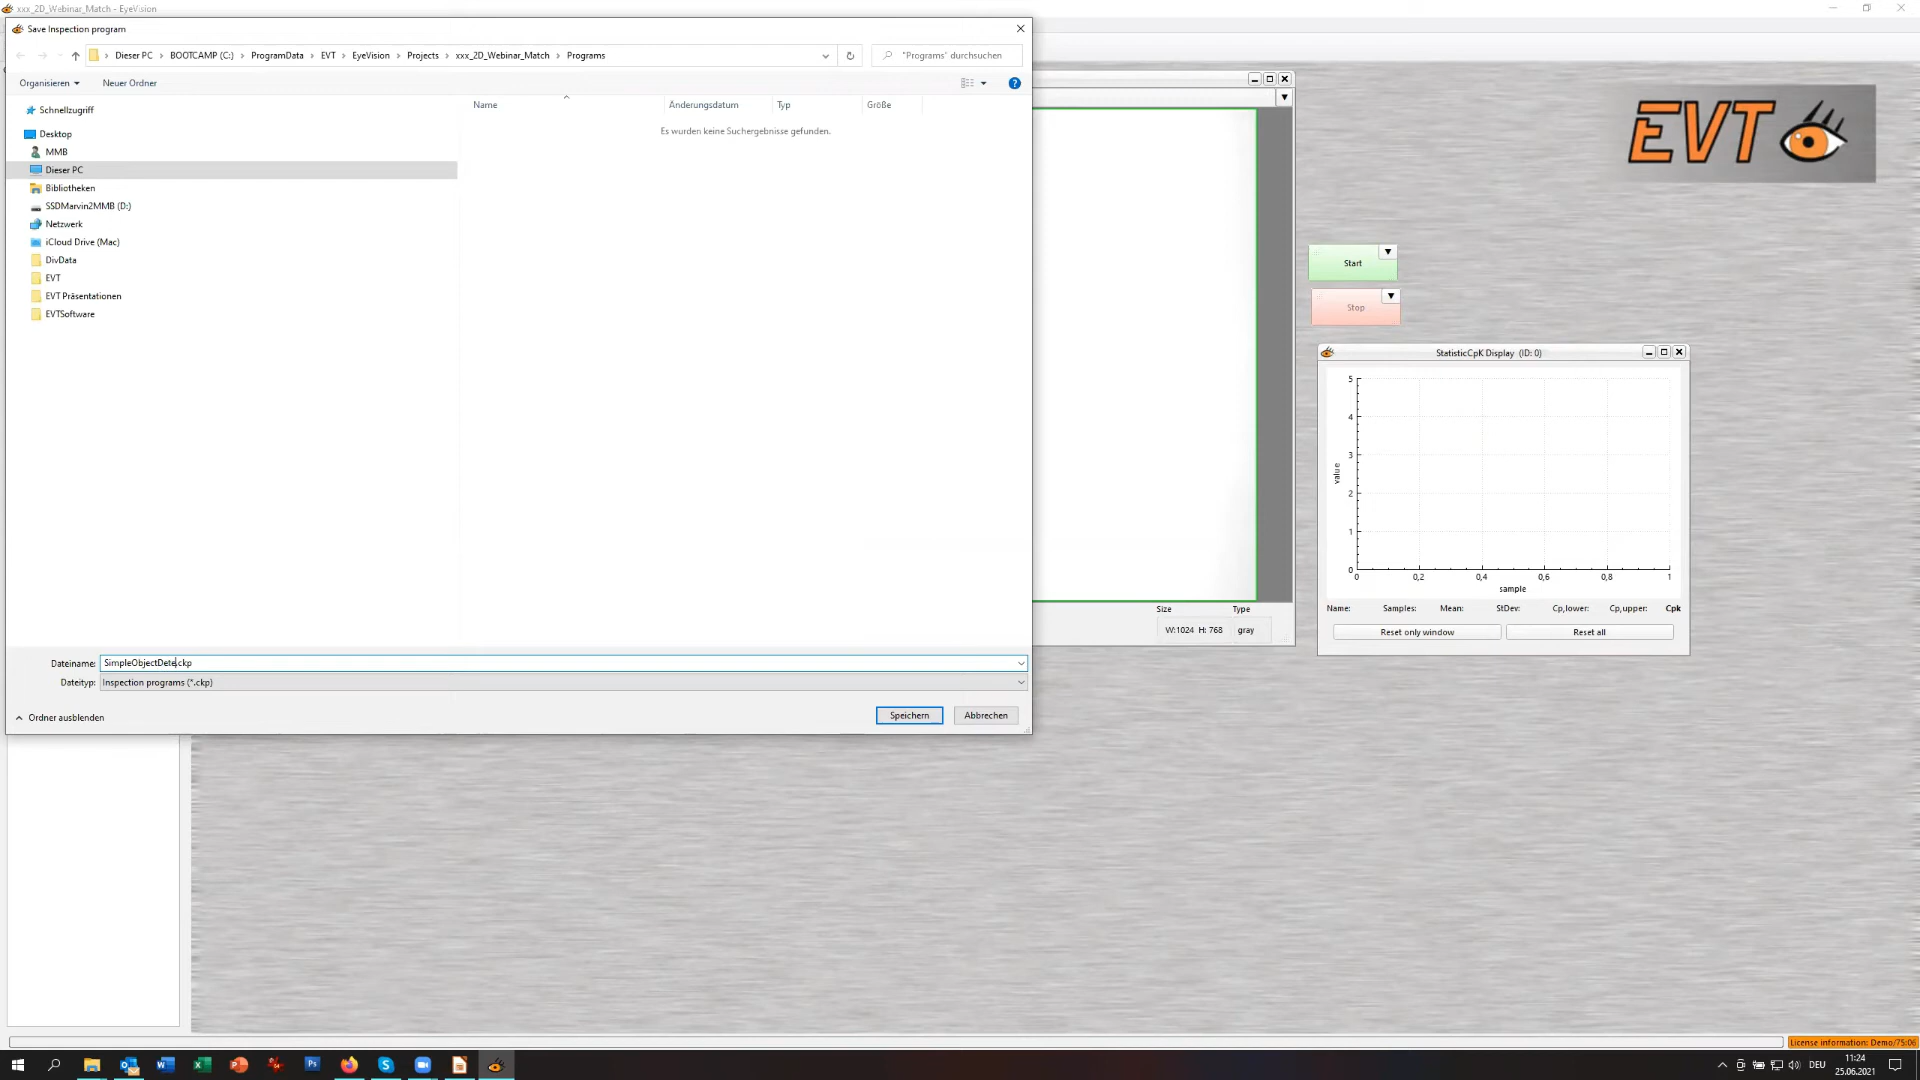 xxx_2D_Webinar_Match - EyeVision
Save Inspection program
Dieser PC
BOOTCAMP (C:)
ProgramData
EVT
EyeVision
Projects
xxx_2D_Webinar_Match
Programs
"Programs" durchsuchen
Organisieren
Neuer Ordner
Name
Änderungsdatum
Typ
Größe
Es wurden keine Suchergebnisse gefunden.
Schnellzugriff
Desktop
MMB
Dieser PC
Bibliotheken
SSDMarvin2MMB (D:)
Netzwerk
iCloud Drive (Mac)
DivData
EVT
EVT Präsentationen
EVTSoftware
Dateiname:
SimpleObjectDete.ckp
Dateityp:
Inspection programs (*.ckp)
Ordner ausblenden
Speichern
Abbrechen
Size
Type
W:1024 H: 768
gray
EVT
Start
Stop
StatisticCpK Display (ID: 0)
value
5
4
3
2
1
0
0
0,2
0,4
0,6
0,8
1
sample
Name:
Samples:
Mean:
StDev:
Cp,lower:
Cp,upper:
Cpk
Reset only window
Reset all
License information: Demo/75:06
DEU
11:24
25.06.2021